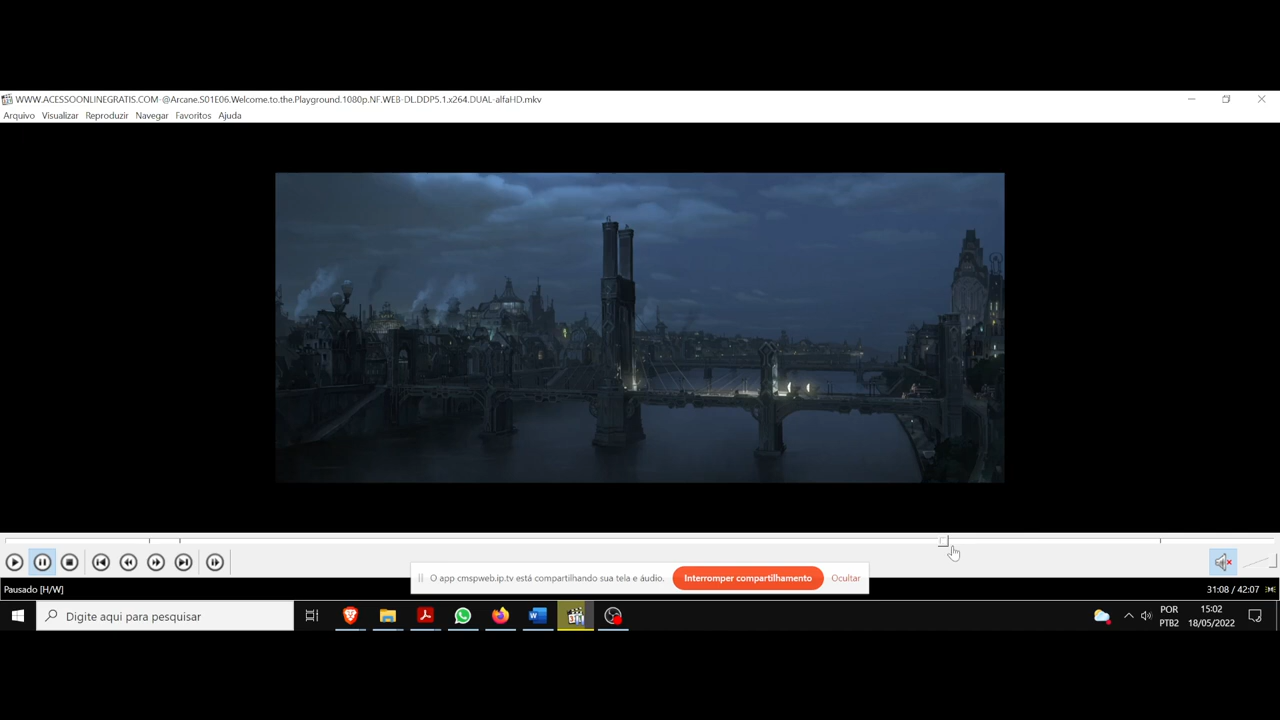 WWW.ACESSOONLINEGRATIS.COM-@Arcane.S01E06.Welcome.to.the.Playground.1080p.NF.WEB-DL.DDP5.1.x264.DUAL-alfaHD.mkv
Arquivo Visualizar Reproduzir Navegar Favoritos Ajuda
O app cmspweb.ip.tv está compartilhando sua tela e áudio. Interromper compartilhamento Ocultar
Pausado [H/W] 31:08 / 42:07
Digite aqui para pesquisar
POR 15:02
PTB2 18/05/2022